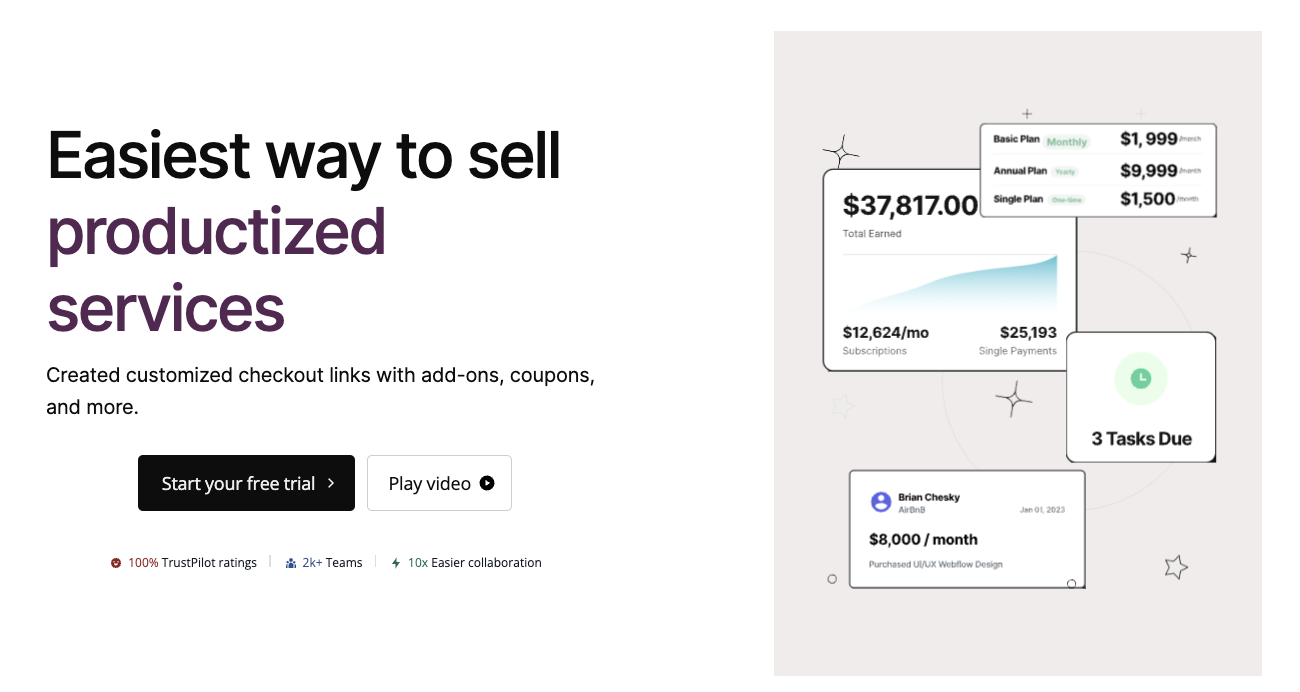 Easiest way to sell
productized
services
Created customized checkout links with add-ons, coupons,
and more.
Start your free trial
Play video
100% TrustPilot ratings
2k+ Teams
10x Easier collaboration
Basic Plan Monthly $1,999 /month
Annual Plan Yearly $9,999 /month
Single Plan One-time $1,500 /month
$37,817.00
Total Earned
$12,624/mo $25,193
Subscriptions Single Payments
3 Tasks Due
Brian Chesky
AirBnB Jan 01, 2023
$8,000 / month
Purchased UI/UX Webflow Design